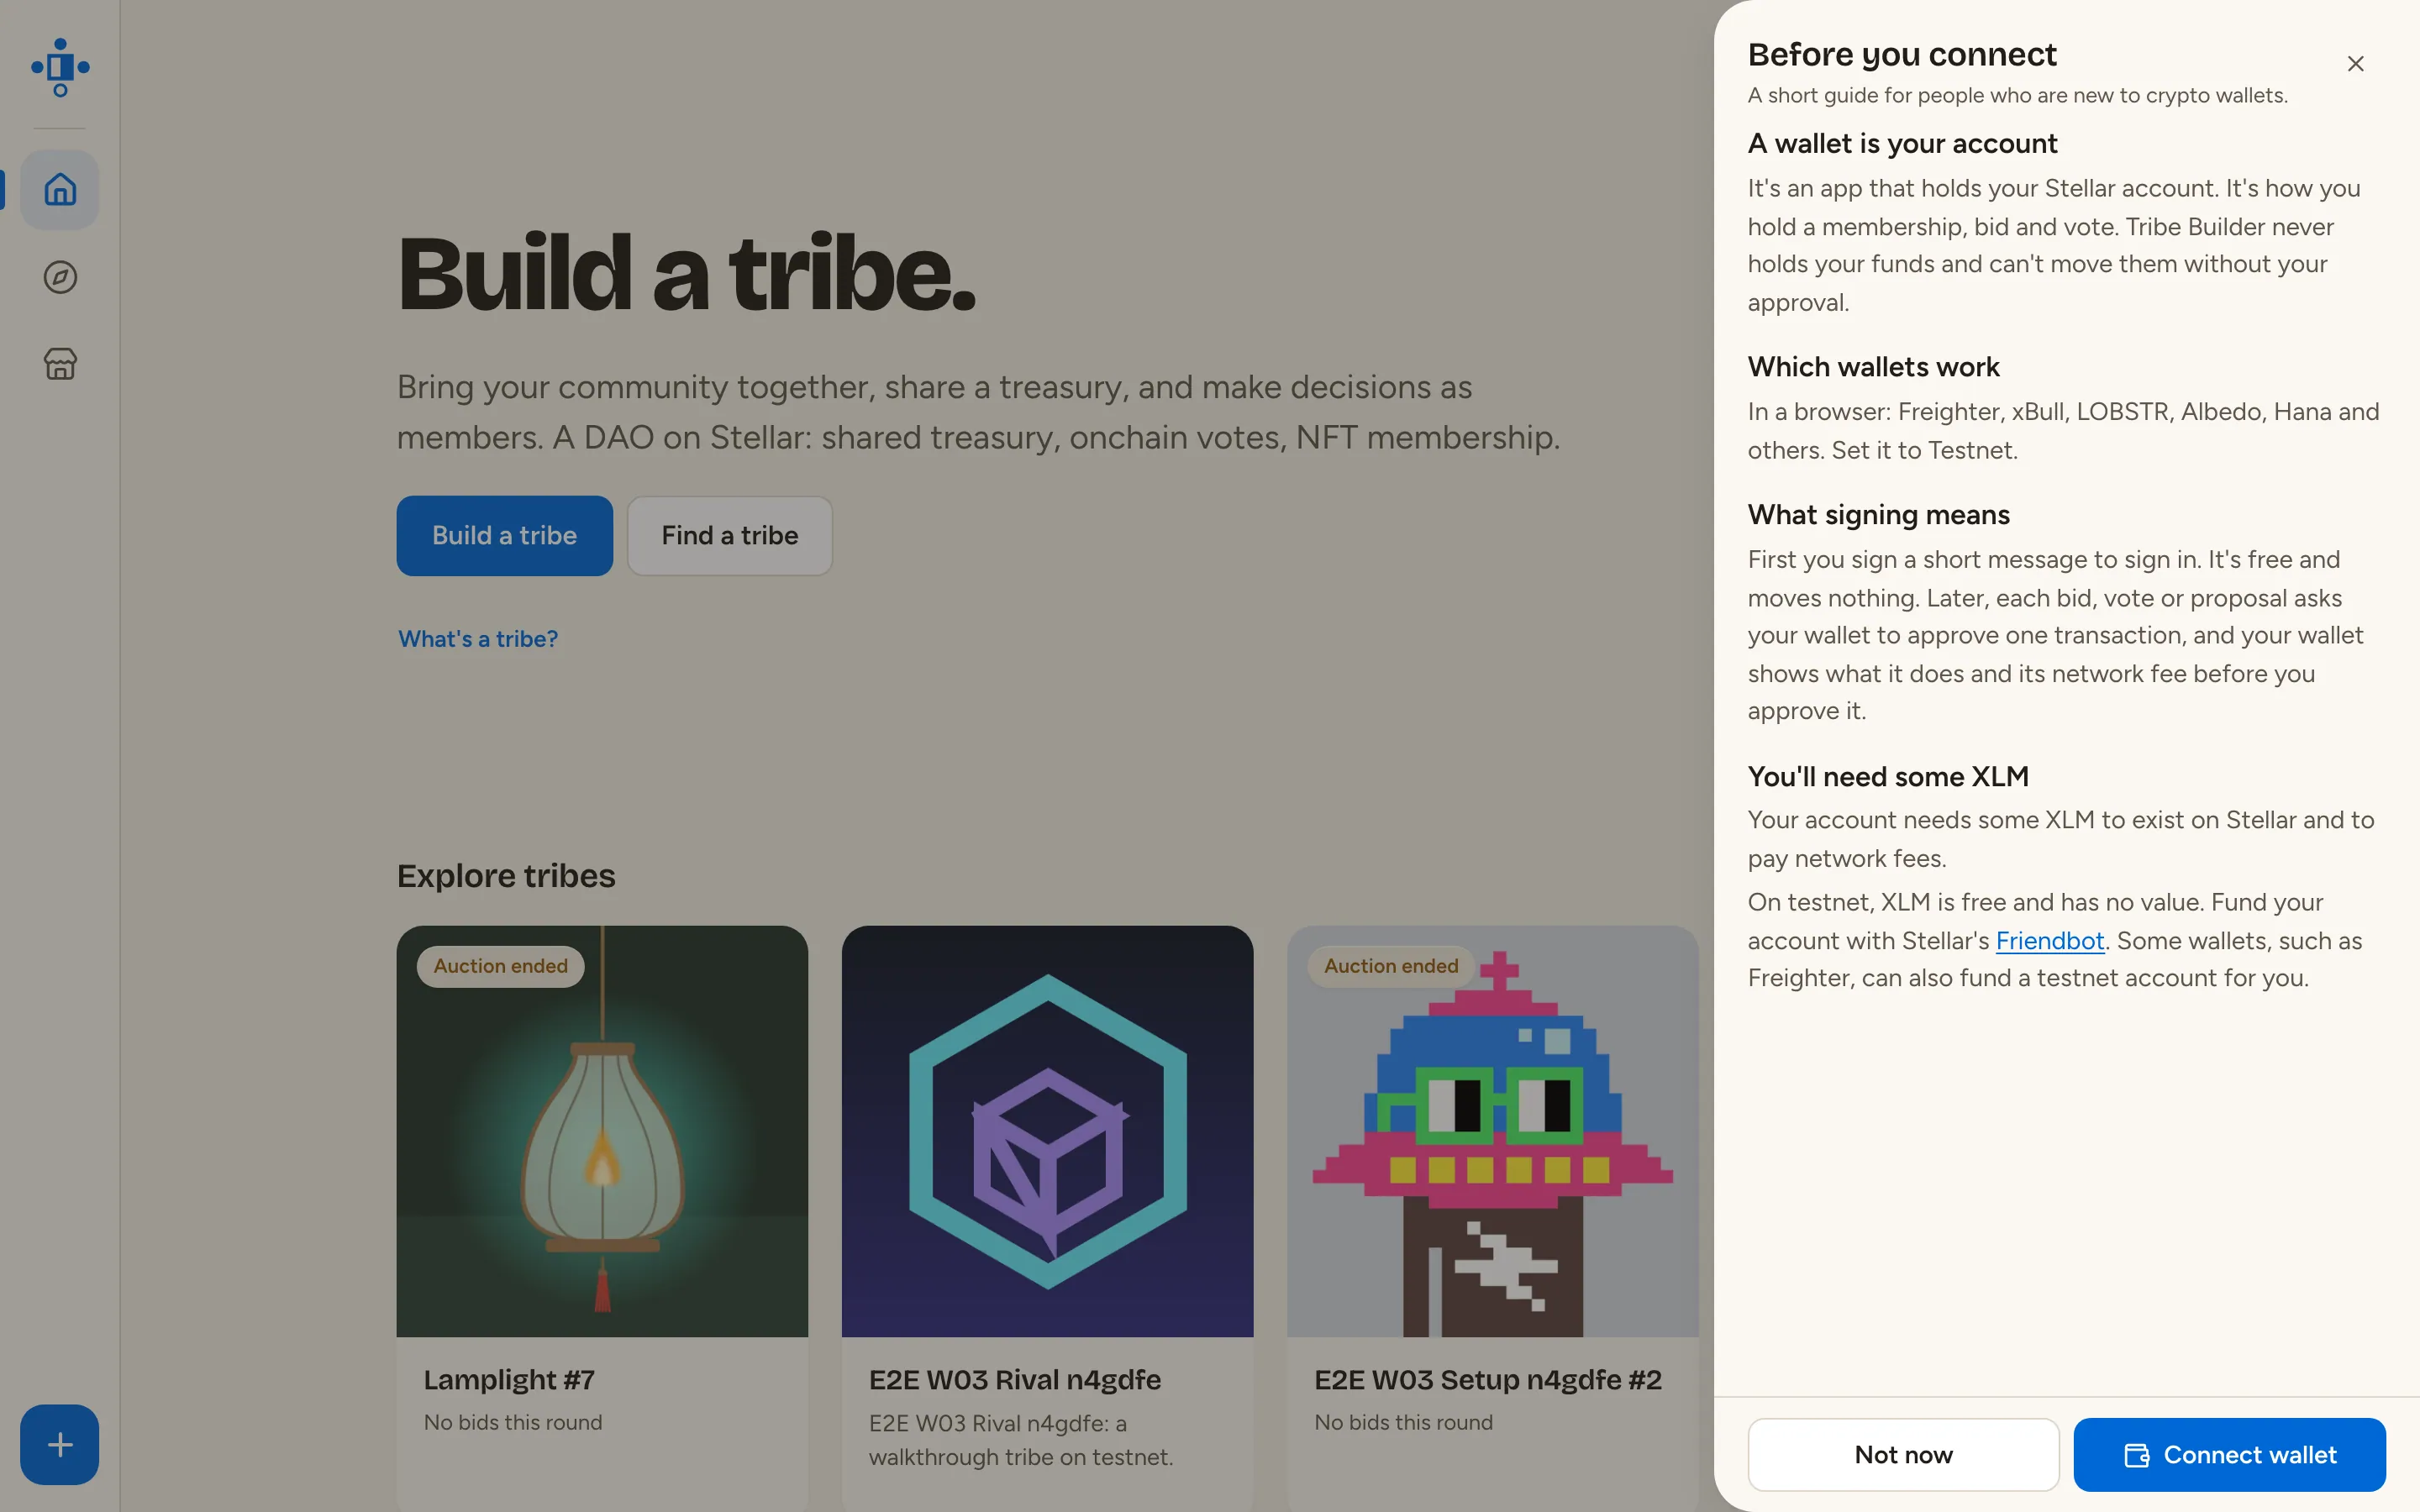 Build a tribe.
Bring your community together, share a treasury, and make decisions as
members. A DAO on Stellar: shared treasury, onchain votes, NFT membership.
Build a tribe
Find a tribe
What's a tribe?
Explore tribes
Auction ended
Auction ended
Lamplight #7
No bids this round
E2E W03 Rival n4gdfe
E2E W03 Rival n4gdfe: a
walkthrough tribe on testnet.
E2E W03 Setup n4gdfe #2
No bids this round
Before you connect
A short guide for people who are new to crypto wallets.
A wallet is your account
It's an app that holds your Stellar account. It's how you
hold a membership, bid and vote. Tribe Builder never
holds your funds and can't move them without your
approval.
Which wallets work
In a browser: Freighter, xBull, LOBSTR, Albedo, Hana and
others. Set it to Testnet.
What signing means
First you sign a short message to sign in. It's free and
moves nothing. Later, each bid, vote or proposal asks
your wallet to approve one transaction, and your wallet
shows what it does and its network fee before you
approve it.
You'll need some XLM
Your account needs some XLM to exist on Stellar and to
pay network fees.
On testnet, XLM is free and has no value. Fund your
account with Stellar's Friendbot. Some wallets, such as
Freighter, can also fund a testnet account for you.
Not now
Connect wallet